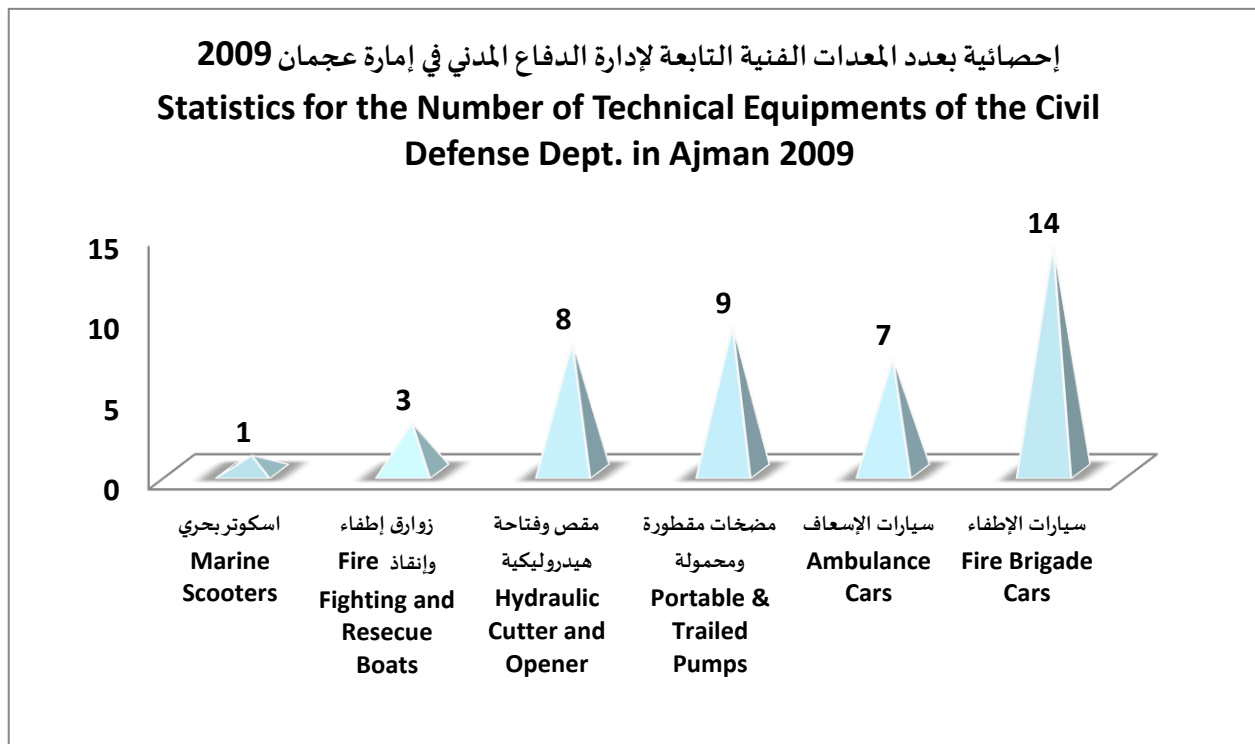 إحصائية بعدد المعدات الفنية التابعة لإدارة الدفاع المدني في إمارة عجمان 2009
Statistics for the Number of Technical Equipments of the Civil
Defense Dept. in Ajman 2009
15
10
5
0
1
3
8
9
7
14
اسكوتر بحري
Marine
Scooters
زوارق إطفاء
وإنقاذ Fire
Fighting and
Resecue
Boats
مقص وفتاحة
هيدروليكية
Hydraulic
Cutter and
Opener
مضخات مقطورة
ومحمولة
Portable &
Trailed
Pumps
سيارات الإسعاف
Ambulance
Cars
سيارات الإطفاء
Fire Brigade
Cars